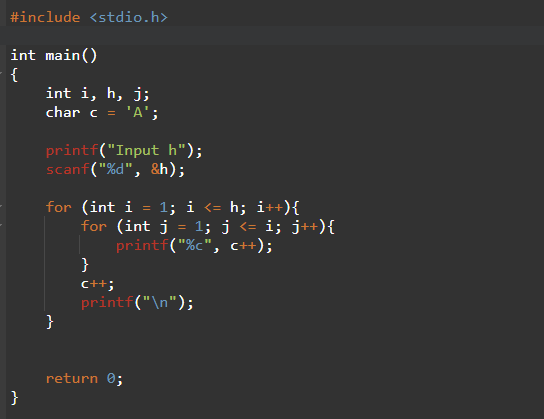 #include <stdio.h>
int main()
{
    int i, h, j;
    char c = 'A';
    printf("Input h");
    scanf("%d", &h);
    for (int i = 1; i <= h; i++){
        for (int j = 1; j <= i; j++){
            printf("%c", c++);
        }
        c++;
        printf("\n");
    }
    return 0;
}